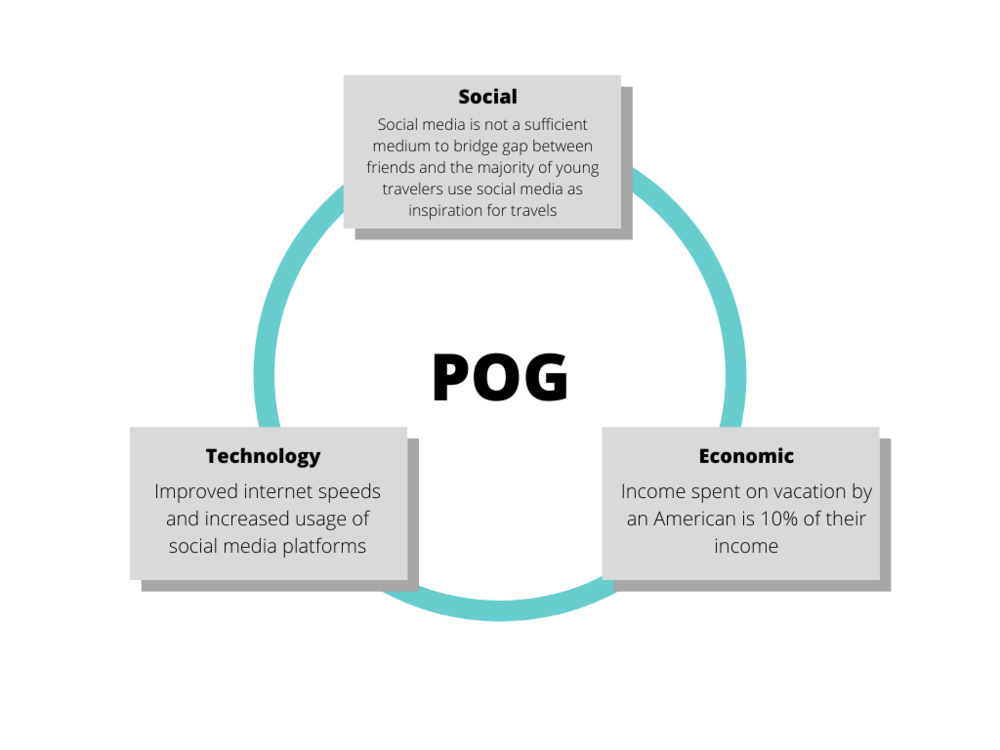 Social
Social media is not a sufficient
medium to bridge gap between
friends and the majority of young
travelers use social media as
inspiration for travels
POG
Technology
Improved internet speeds
and increased usage of
social media platforms
Economic
Income spent on vacation by
an American is 10% of their
income